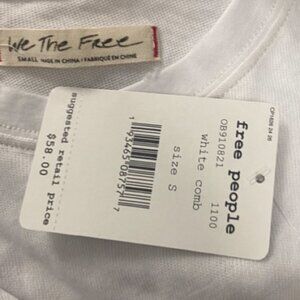 We The Free
SMALL MADE IN CHINA / FABRIQUÉ EN CHINE
free people
OB910821 1100
white comb
size S
suggested retail price
$58.00